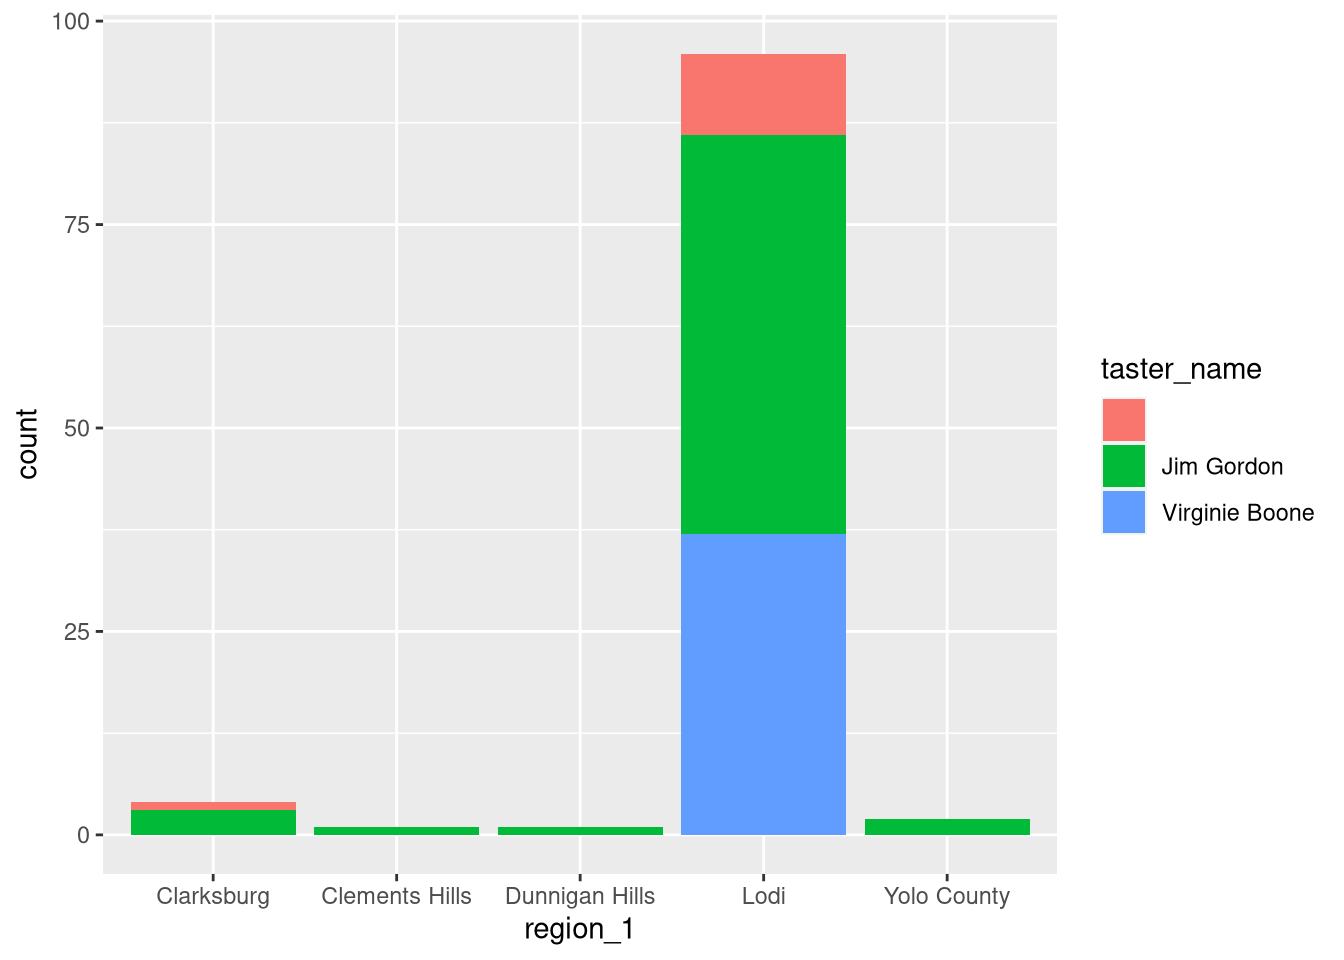 100
75
50
25
0
count
Clarksburg
Clements Hills
Dunnigan Hills
Lodi
Yolo County
region_1
taster_name
Jim Gordon
Virginie Boone